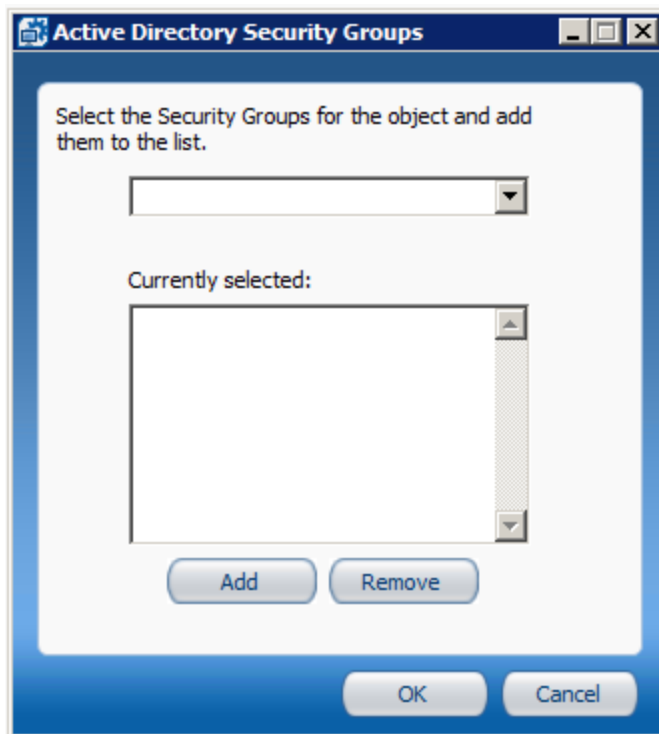 Active Directory Security Groups
Select the Security Groups for the object and add
them to the list.
Currently selected:
Add Remove
OK Cancel